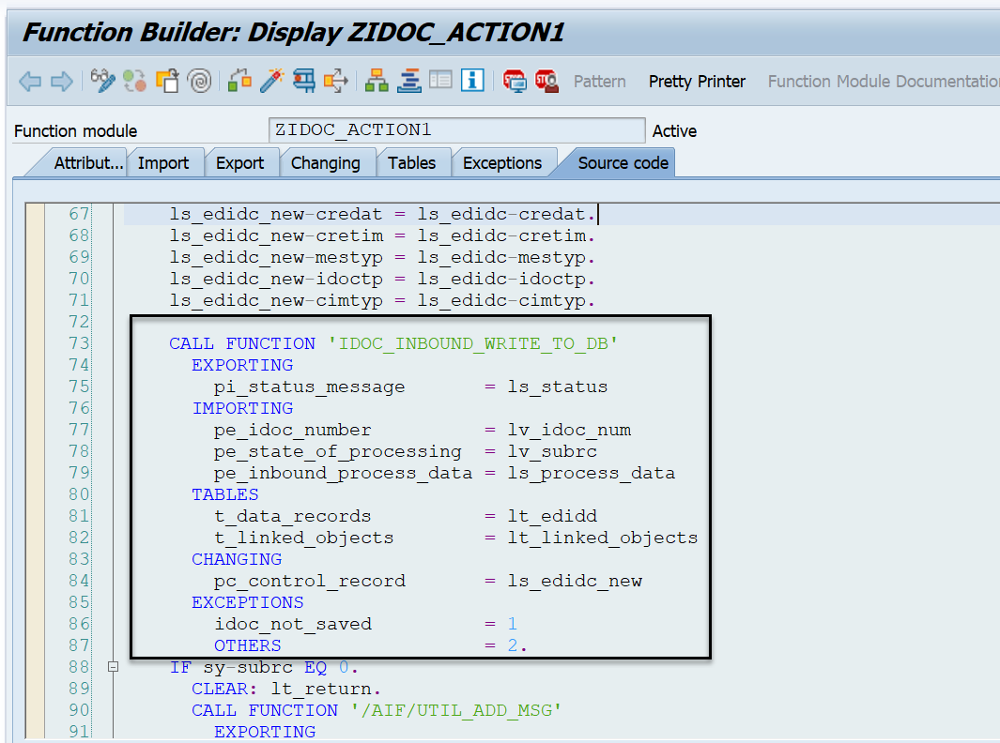 Function Builder: Display ZIDOC_ACTION1
Pattern Pretty Printer Function Module Documentatio
Function module ZIDOC_ACTION1 Active
Attribut... Import Export Changing Tables Exceptions Source code
67 ls_edidc_new-credat = ls_edidc-credat.
68 ls_edidc_new-cretim = ls_edidc-cretim.
69 ls_edidc_new-mestyp = ls_edidc-mestyp.
70 ls_edidc_new-idoctp = ls_edidc-idoctp.
71 ls_edidc_new-cimtyp = ls_edidc-cimtyp.
72
73 CALL FUNCTION 'IDOC_INBOUND_WRITE_TO_DB'
74 EXPORTING
75 pi_status_message = ls_status
76 IMPORTING
77 pe_idoc_number = lv_idoc_num
78 pe_state_of_processing = lv_subrc
79 pe_inbound_process_data = ls_process_data
80 TABLES
81 t_data_records = lt_edidd
82 t_linked_objects = lt_linked_objects
83 CHANGING
84 pc_control_record = ls_edidc_new
85 EXCEPTIONS
86 idoc_not_saved = 1
87 OTHERS = 2.
88 IF sy-subrc EQ 0.
89 CLEAR: lt_return.
90 CALL FUNCTION '/AIF/UTIL_ADD_MSG'
91 EXPORTING